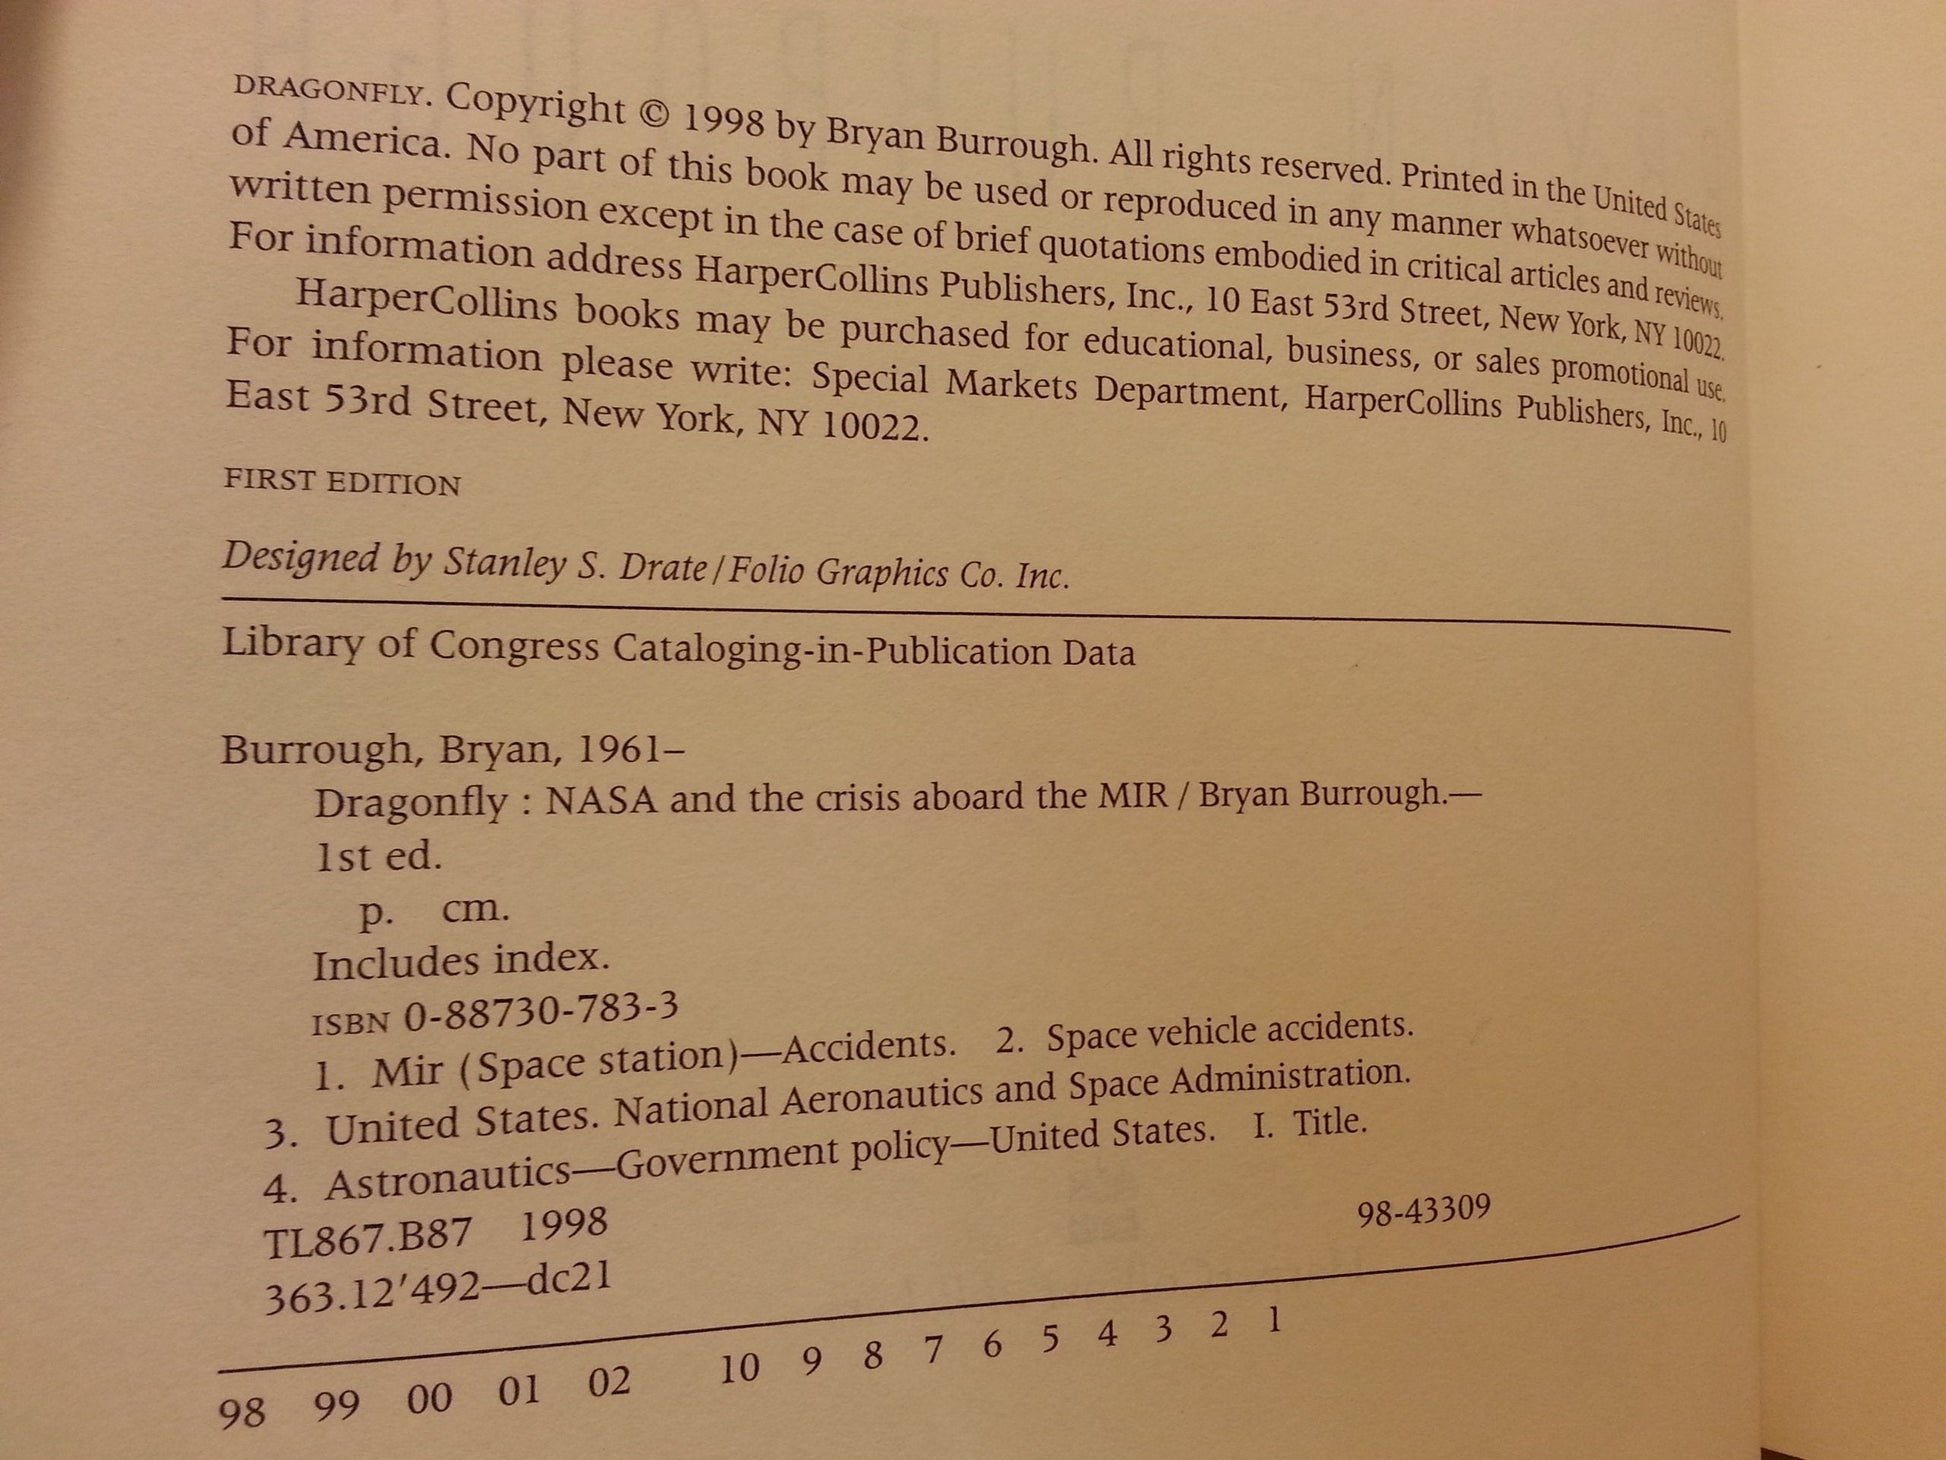 DRAGONFLY. Copyright © 1998 by Bryan Burrough. All rights reserved. Printed in the United States
of America. No part of this book may be used or reproduced in any manner whatsoever without
written permission except in the case of brief quotations embodied in critical articles and reviews.
For information address HarperCollins Publishers, Inc., 10 East 53rd Street, New York, NY 10022.
HarperCollins books may be purchased for educational, business, or sales promotional use.
For information please write: Special Markets Department, HarperCollins Publishers, Inc., 10
East 53rd Street, New York, NY 10022.
FIRST EDITION
Designed by Stanley S. Drate/Folio Graphics Co. Inc.
Library of Congress Cataloging-in-Publication Data
Burrough, Bryan, 1961–
Dragonfly : NASA and the crisis aboard the MIR / Bryan Burrough.—
1st ed.
p. cm.
Includes index.
ISBN 0-88730-783-3
1. Mir (Space station)—Accidents. 2. Space vehicle accidents.
3. United States. National Aeronautics and Space Administration.
4. Astronautics—Government policy—United States. I. Title.
TL867.B87 1998
98-43309
363.12'492—dc21
98 99 00 01 02 10 9 8 7 6 5 4 3 2 1